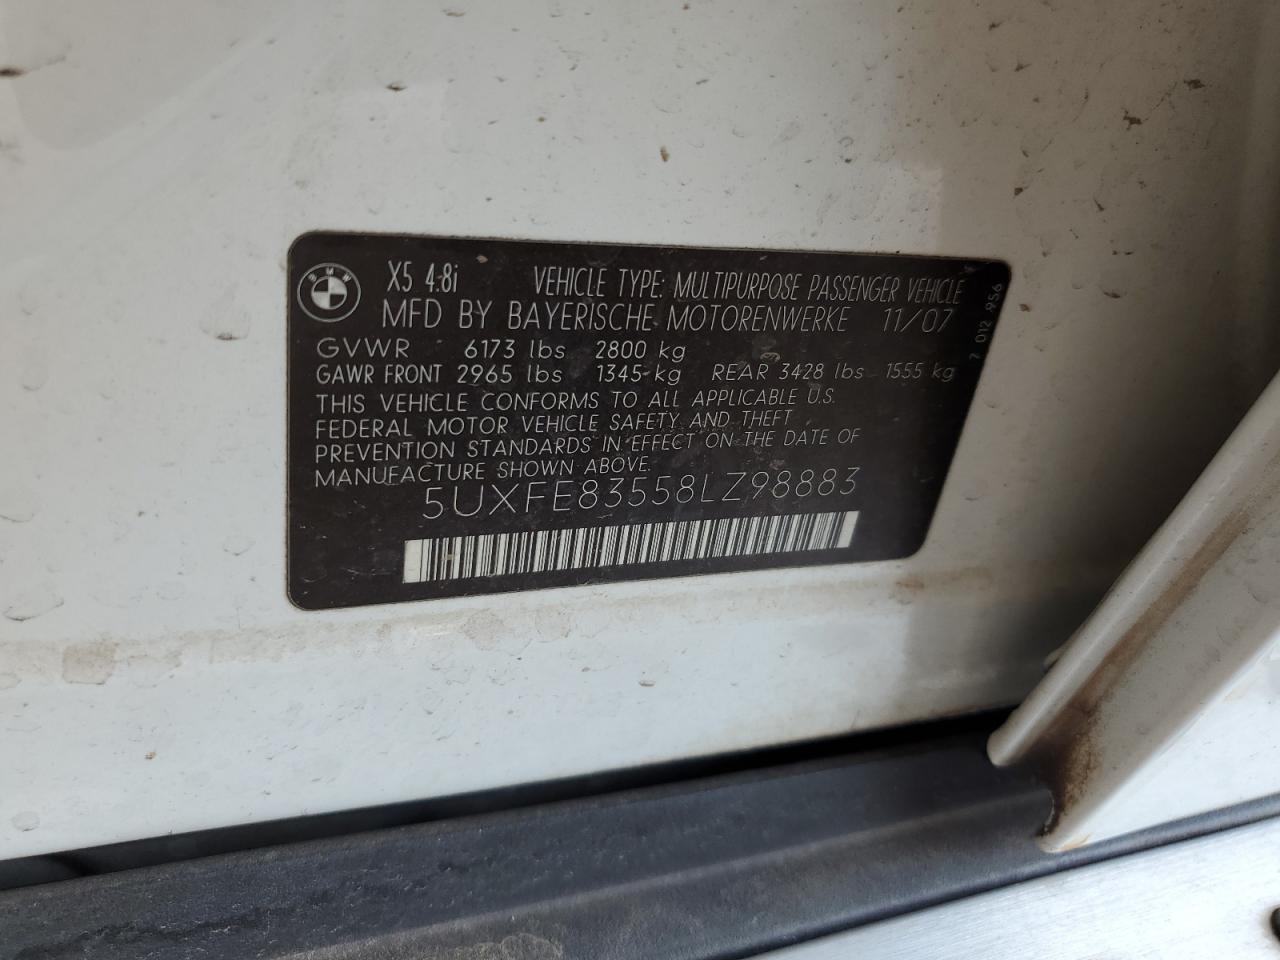 BMW
X5 4.8i VEHICLE TYPE: MULTIPURPOSE PASSENGER VEHICLE
MFD BY BAYERISCHE MOTORENWERKE 11/07
GVWR 6173 lbs 2800 kg
GAWR FRONT 2965 lbs 1345 kg REAR 3428 lbs 1555 kg
THIS VEHICLE CONFORMS TO ALL APPLICABLE U.S.
FEDERAL MOTOR VEHICLE SAFETY AND THEFT
PREVENTION STANDARDS IN EFFECT ON THE DATE OF
MANUFACTURE SHOWN ABOVE.
5UXFE83558LZ98883
7 012 956